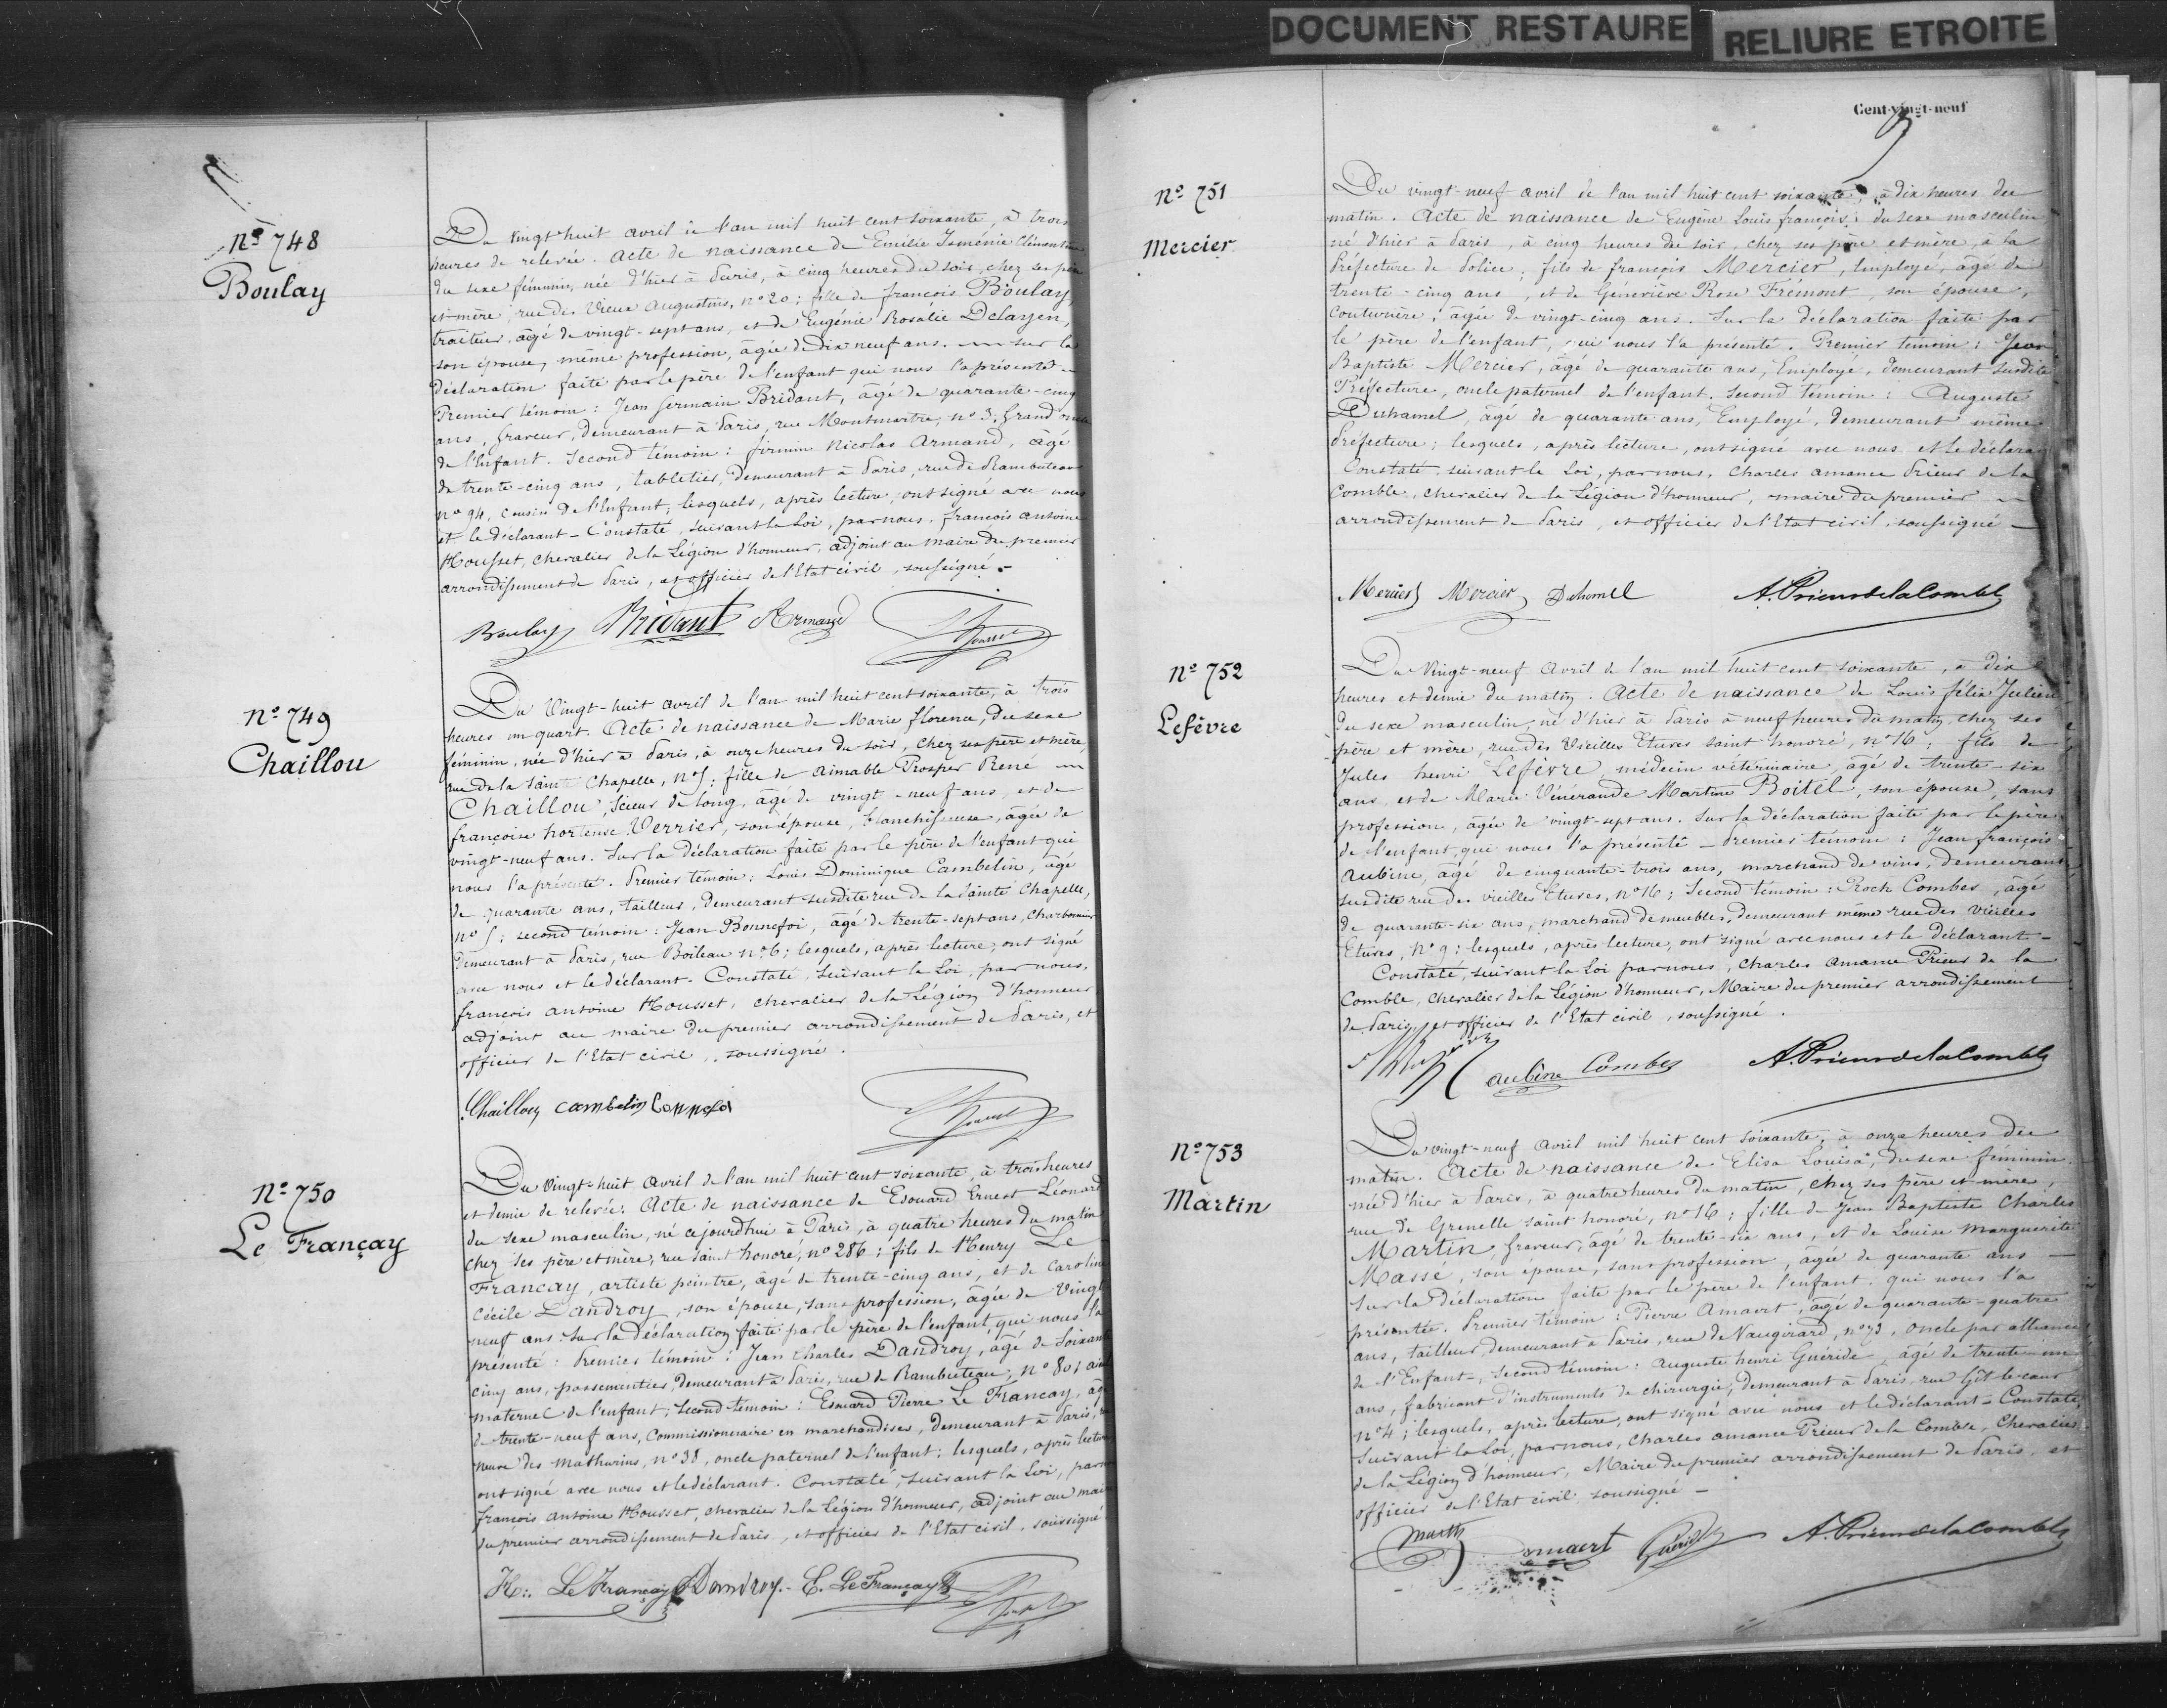 DOCUMENT RESTAURE
RELIURE ETROITE
Nº 748
Boulay
Du Vingt huit avril de l'an mil huit cent soixante, à trois
heures de relevée. Acte de naissance de Emélie Isménie Clémentine
du sexe féminin, née d'hier à Paris, à cinq heures du soir, chez ses père
et mère, rue des Vieux Augustins, nº 20; fille de françois Boulay,
traiteur, âgé de vingt-sept ans, et de Eugénie Rosalie Delayen,
son épouse, même profession, âgée de dix neuf ans. sur la
déclaration faite par le père de l'enfant qui nous l'a présenté
Premier témoin: Jean Germain Bridant, âgé de quarante-cinq
ans, graveur, demeurant à Paris, rue Montmartre, nº 3, Grand oncle
de l'Enfant. Second témoin: firmin Nicolas Armand, âgé
de trente-cinq ans, tabletier, demeurant à Paris, rue de Rambuteau
nº 94, cousin de l'Enfant; lesquels, après lecture, ont signé avec nous
et le déclarant - Constaté, suivant la Loi, par nous, françois antoine
Housset, chevalier de la Légion d'honneur, adjoint au maire du premier
arrondissement de Paris, et officier de l'Etat civil, soussigné.
Boulay Bridant Armand Housset
Nº 749
Chaillou
Du Vingt-huit avril de l'an mil huit cent soixante, à trois
heures un quart. Acte de naissance de Marie florence, du sexe
féminin, née d'hier à Paris, à onze heures du soir, chez ses père et mère,
rue de la Sainte Chapelle, nº 5; fille de Aimable Prosper René
Chaillou, Scieur de long, âgé de vingt-neuf ans, et de
françoise hortense Verrier, son épouse, blanchisseuse, âgée de
vingt-neuf ans. Sur la déclaration faite par le père de l'enfant qui
nous l'a présenté. Premier témoin: Louis Dominique Cambelin, âgé
de quarante ans, tailleur, demeurant susdite rue de la Sainte Chapelle,
nº 5; second témoin: Jean Bonnefoi, âgé de trente-sept ans, charbonnier
demeurant à Paris, rue Boileau nº 6; lesquels, après lecture, ont signé
avec nous et le déclarant - Constaté, suivant la Loi, par nous,
françois antoine Housset, chevalier de la Légion d'honneur
adjoint au maire du premier arrondissement de Paris, et
officier de l'Etat civil, soussigné.
Chaillou cambelin bonnefoi Housset
Nº 750
Le Françay
Du Vingt-huit avril de l'an mil huit cent soixante, à trois heures
et demie de relevée. Acte de naissance de Edouard Ernest Léonard
du sexe masculin, né cejourd'hui à Paris, à quatre heures du matin
chez ses père et mère, rue saint honoré, nº 286; fils de Henry Le
Francay, artiste peintre, âgé de trente-cinq ans, et de Caroline
Cécile Dandroy, son épouse, sans profession, âgée de Vingt
neuf ans. Sur la déclaration faite par le père de l'enfant, qui nous l'a
présenté: Premier témoin: Jean Charles Dandroy, âgé de soixante
cinq ans, passementier, demeurant à Paris, rue de Rambuteau, nº 80,
maternel de l'enfant; Second témoin: Esmard Pierre Le Francay, âgé
de trente-neuf ans, Commissionnaire en marchandises, demeurant à Paris, rue
Neuve des Mathurins, nº 38, oncle paternel de l'enfant: lesquels, après lecture
ont signé avec nous et le déclarant. Constaté, suivant la Loi, par nous
françois antoine Housset, chevalier de la Légion d'honneur, adjoint au maire
du premier arrondissement de Paris, et officier de l'Etat civil, soussigné
H. Le Françay Dandroy E. Le Françay Housset
Cent-vingt-neuf
Nº 751
Mercier
Du vingt-neuf avril de l'an mil huit cent soixante, à dix heures du
matin. Acte de naissance de Eugène Louis françois, du sexe masculin
né d'hier à Paris, à cinq heures du soir, chez ses père et mère, à la
Préfecture de Police; fils de françois Mercier, Employé, âgé de
trente-cinq ans, et de Géneviève Rose Frémont, son épouse,
Couturière, âgée de vingt-cinq ans. Sur la déclaration faite par
le père de l'enfant, qui nous l'a présenté. Premier témoin: Jean
Baptiste Mercier, âgé de quarante ans, Employé, demeurant susdite
Préfecture, oncle paternel de l'enfant. Second témoin: Auguste
Duhamel, âgé de quarante ans, Employé, demeurant même
Préfecture; lesquels, après lecture, ont signé avec nous et le déclarant
Constaté, suivant la Loi, par nous, Charles amance Prieur de la
Comble, chevalier de la Légion d'honneur, maire du premier
arrondissement de Paris, et officier de l'Etat civil, soussigné
Mercier Mercier Duhamel A. Prieur de la Comble
Nº 752
Lefèvre
Du Vingt-neuf Avril de l'an mil huit cent soixante, à dix
heures et demie du matin. Acte de naissance de Louis félix Julien
du sexe masculin, né d'hier à Paris à neuf heures du matin, chez ses
père et mère, rue des Vieilles Etuves saint honoré, nº 16; fils de
Jules henri Lefèvre médecin vétérinaire, âgé de trente-six
ans, et de Marie Vénérande Martine Boitel, son épouse, sans
profession, âgée de vingt-sept ans. Sur la déclaration faite par le père
de l'enfant, qui nous l'a présenté - Premier témoin: Jean françois
Aubine, âgé de cinquante-trois ans, marchand de vins, demeurant
susdite rue des vieilles Etuves, nº 16; Second témoin: Roch Combes, âgé
de quarante-six ans, marchand de meubles, demeurant même rue des Vieilles
Etuves, nº 9; lesquels, après lecture, ont signé avec nous et le déclarant-
Constaté, suivant la Loi par nous, Charles amance Prieur de la
Comble, chevalier de la Légion d'honneur, Maire du premier arrondissement
de Paris, et officier de l'Etat civil, soussigné.
aubine Combes A. Prieur de la Comble
Nº 753
Martin
Du vingt-neuf Avril mil huit cent soixante, à onze heures du
matin. Acte de naissance de Elisa Louisa, du sexe féminin
née d'hier à Paris, à quatre heures du matin, chez ses père et mère,
rue de Grenelle saint honoré, nº 16; fille de Jean Baptiste Charles
Martin, graveur, âgé de trente-six ans, et de Louise Marguerite
Massé, son épouse, sans profession, âgée de quarante ans
Sur la déclaration faite par le père de l'enfant, qui nous l'a
présentée. Premier témoin: Pierre Amaert, âgé de quarante-quatre
ans, tailleur, demeurant à Paris, rue de Vaugirard, nº 73, oncle par alliance
de l'Enfant, Second témoin: Auguste henri Guéride, âgé de trente-un
ans, fabricant d'instruments de chirurgie, demeurant à Paris, rue Gît-le-cœur
nº 4; lesquels, après lecture, ont signé avec nous et le déclarant - Constaté,
Suivant la Loi, par nous, Charles amance Prieur de la Comble, Chevalier
de la Légion d'honneur, Maire du premier arrondissement de Paris, et
officier de l'Etat civil soussigné -
Martin amaert Guéride A. Prieur de la Comble